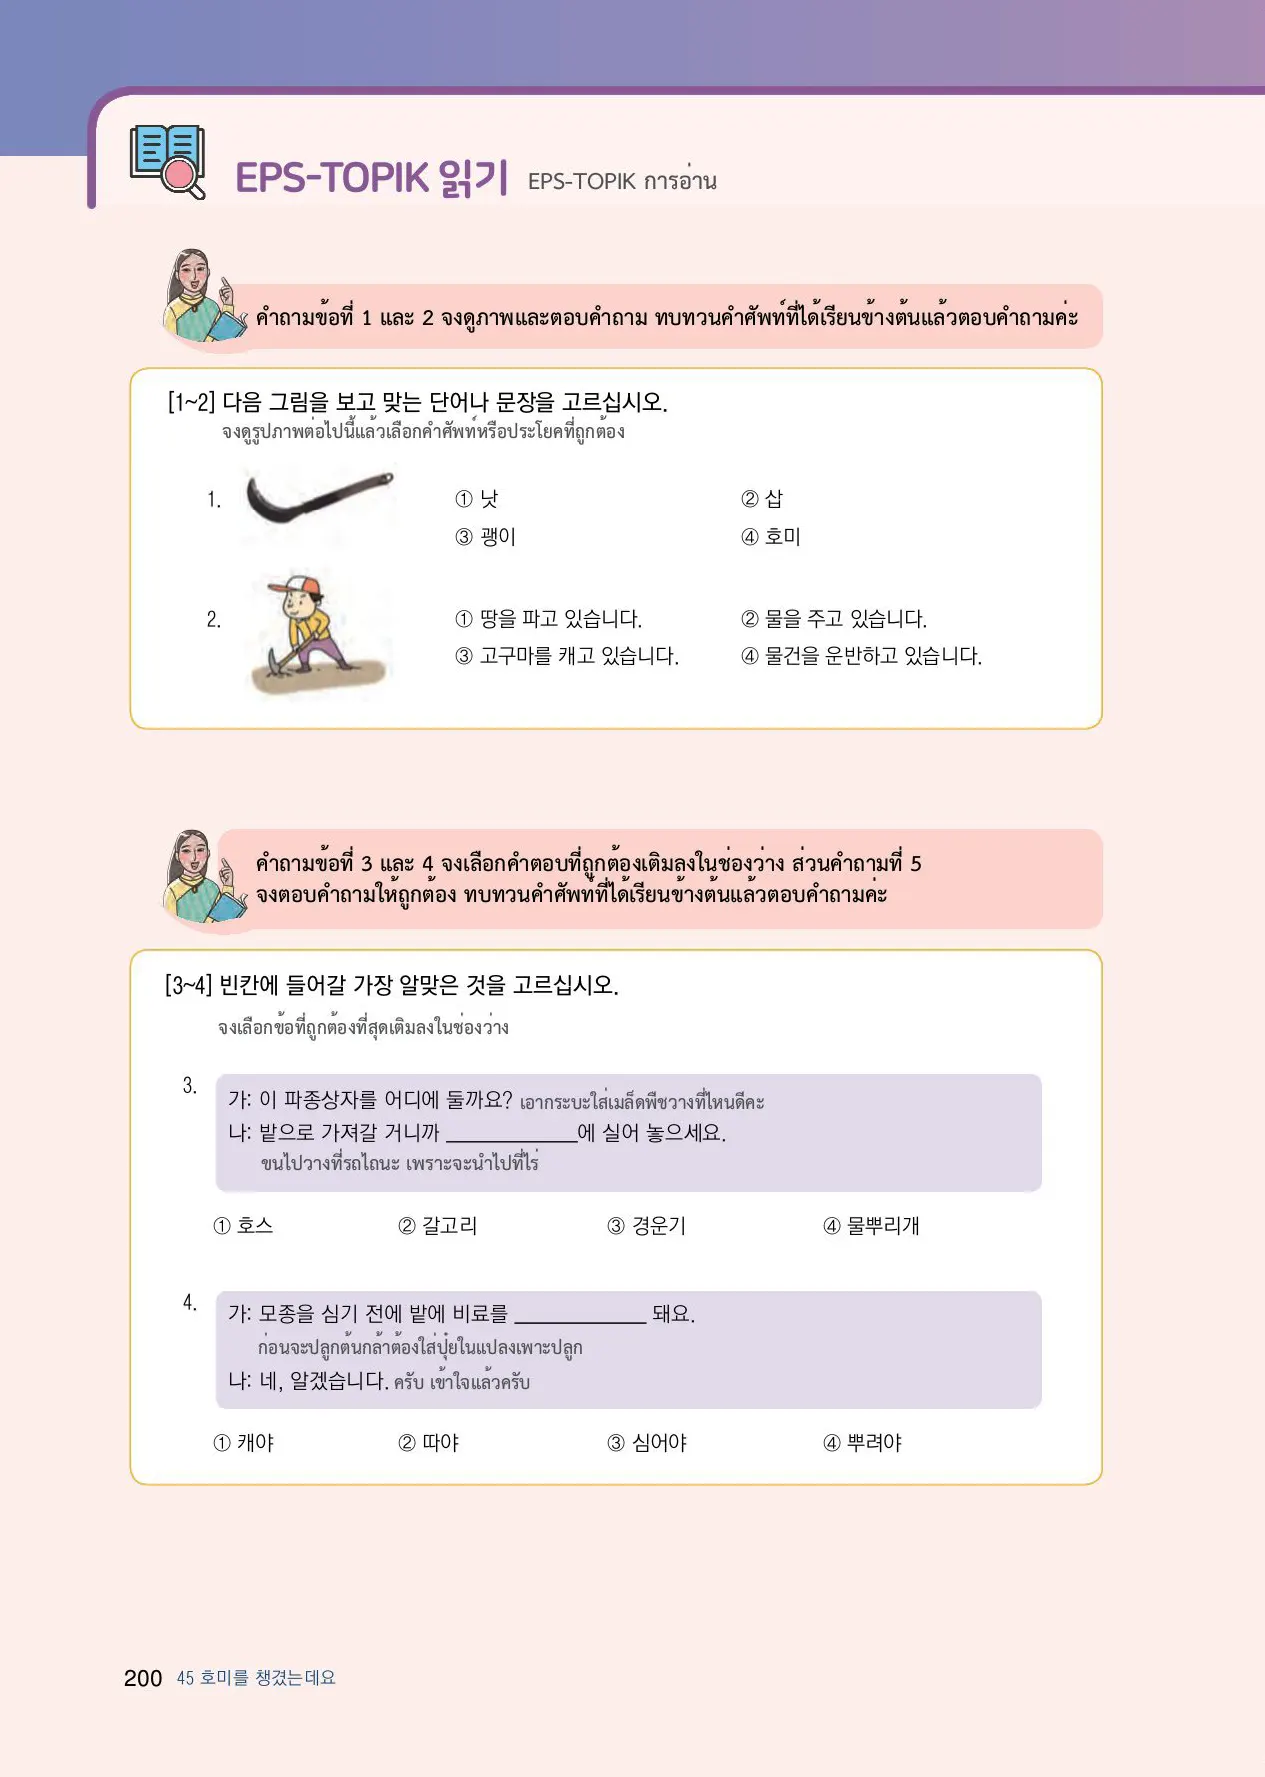 EPS-TOPIK 읽기 EPS-TOPIK การอ่าน
คำถามข้อที่ 1 และ 2 จงดูภาพและตอบคำถาม ทบทวนคำศัพท์ที่ได้เรียนข้างต้นแล้วตอบคำถามค่ะ
[1~2] 다음 그림을 보고 맞는 단어나 문장을 고르십시오.
จงดูรูปภาพต่อไปนี้แล้วเลือกคำศัพท์หรือประโยคที่ถูกต้อง
1. ① 낫 ② 삽
③ 괭이 ④ 호미
2. ① 땅을 파고 있습니다. ② 물을 주고 있습니다.
③ 고구마를 캐고 있습니다. ④ 물건을 운반하고 있습니다.
คำถามข้อที่ 3 และ 4 จงเลือกคำตอบที่ถูกต้องเติมลงในช่องว่าง ส่วนคำถามที่ 5
จงตอบคำถามให้ถูกต้อง ทบทวนคำศัพท์ที่ได้เรียนข้างต้นแล้วตอบคำถามค่ะ
[3~4] 빈칸에 들어갈 가장 알맞은 것을 고르십시오.
จงเลือกข้อที่ถูกต้องที่สุดเติมลงในช่องว่าง
3. 가: 이 파종상자를 어디에 둘까요? เอากระบะใส่เมล็ดพืชวางที่ไหนดีคะ
나: 밭으로 가져갈 거니까 ____________에 실어 놓으세요.
ขนไปวางที่รถไถนะ เพราะจะนำไปที่ไร่
① 호스 ② 갈고리 ③ 경운기 ④ 물뿌리개
4. 가: 모종을 심기 전에 밭에 비료를 ____________ 돼요.
ก่อนจะปลูกต้นกล้าต้องใส่ปุ๋ยในแปลงเพาะปลูก
나: 네, 알겠습니다. ครับ เข้าใจแล้วครับ
① 캐야 ② 따야 ③ 심어야 ④ 뿌려야
200 45 호미를 챙겼는데요